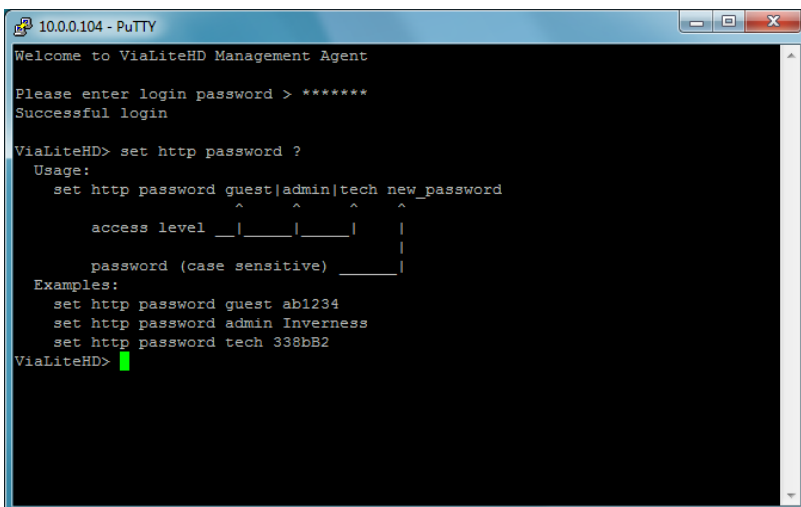 10.0.0.104 - PuTTY
Welcome to ViaLiteHD Management Agent
Please enter login password > *******
Successful login
ViaLiteHD> set http password ?
Usage:
set http password guest|admin|tech new_password
^ ^ ^ ^
access level __|_____|_____| |
|
password (case sensitive) ______|
Examples:
set http password guest ab1234
set http password admin Inverness
set http password tech 338bB2
ViaLiteHD>